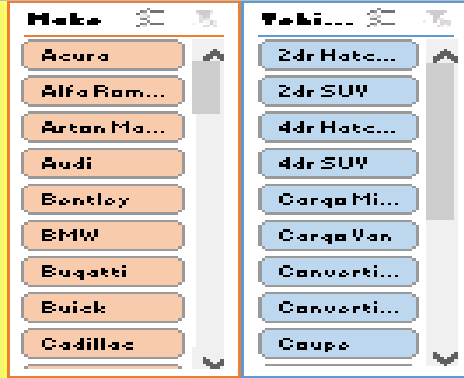 Make
Acura
Alfa Rom...
Aston Ma...
Audi
Bentley
BMW
Bugatti
Buick
Cadillac
Vehi...
2dr Hatc...
2dr SUV
4dr Hatc...
4dr SUV
Cargo Mi...
Cargo Van
Converti...
Converti...
Coupe